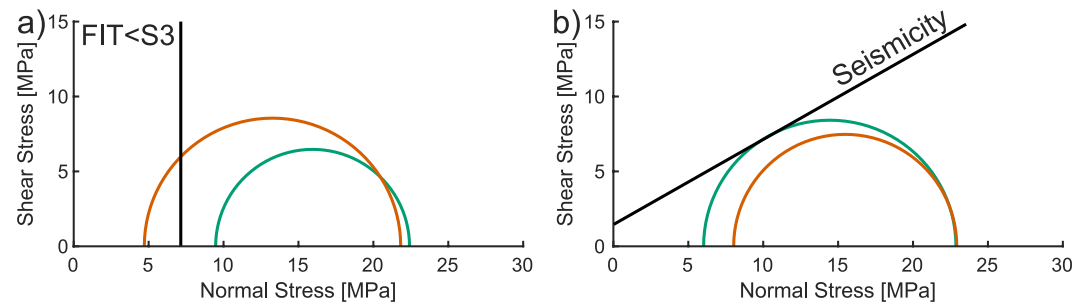 a)
FIT<S3
15
10
5
0
Shear Stress [MPa]
0 5 10 15 20 25 30
Normal Stress [MPa]
b)
Seismicity
15
10
5
0
Shear Stress [MPa]
0 5 10 15 20 25 30
Normal Stress [MPa]